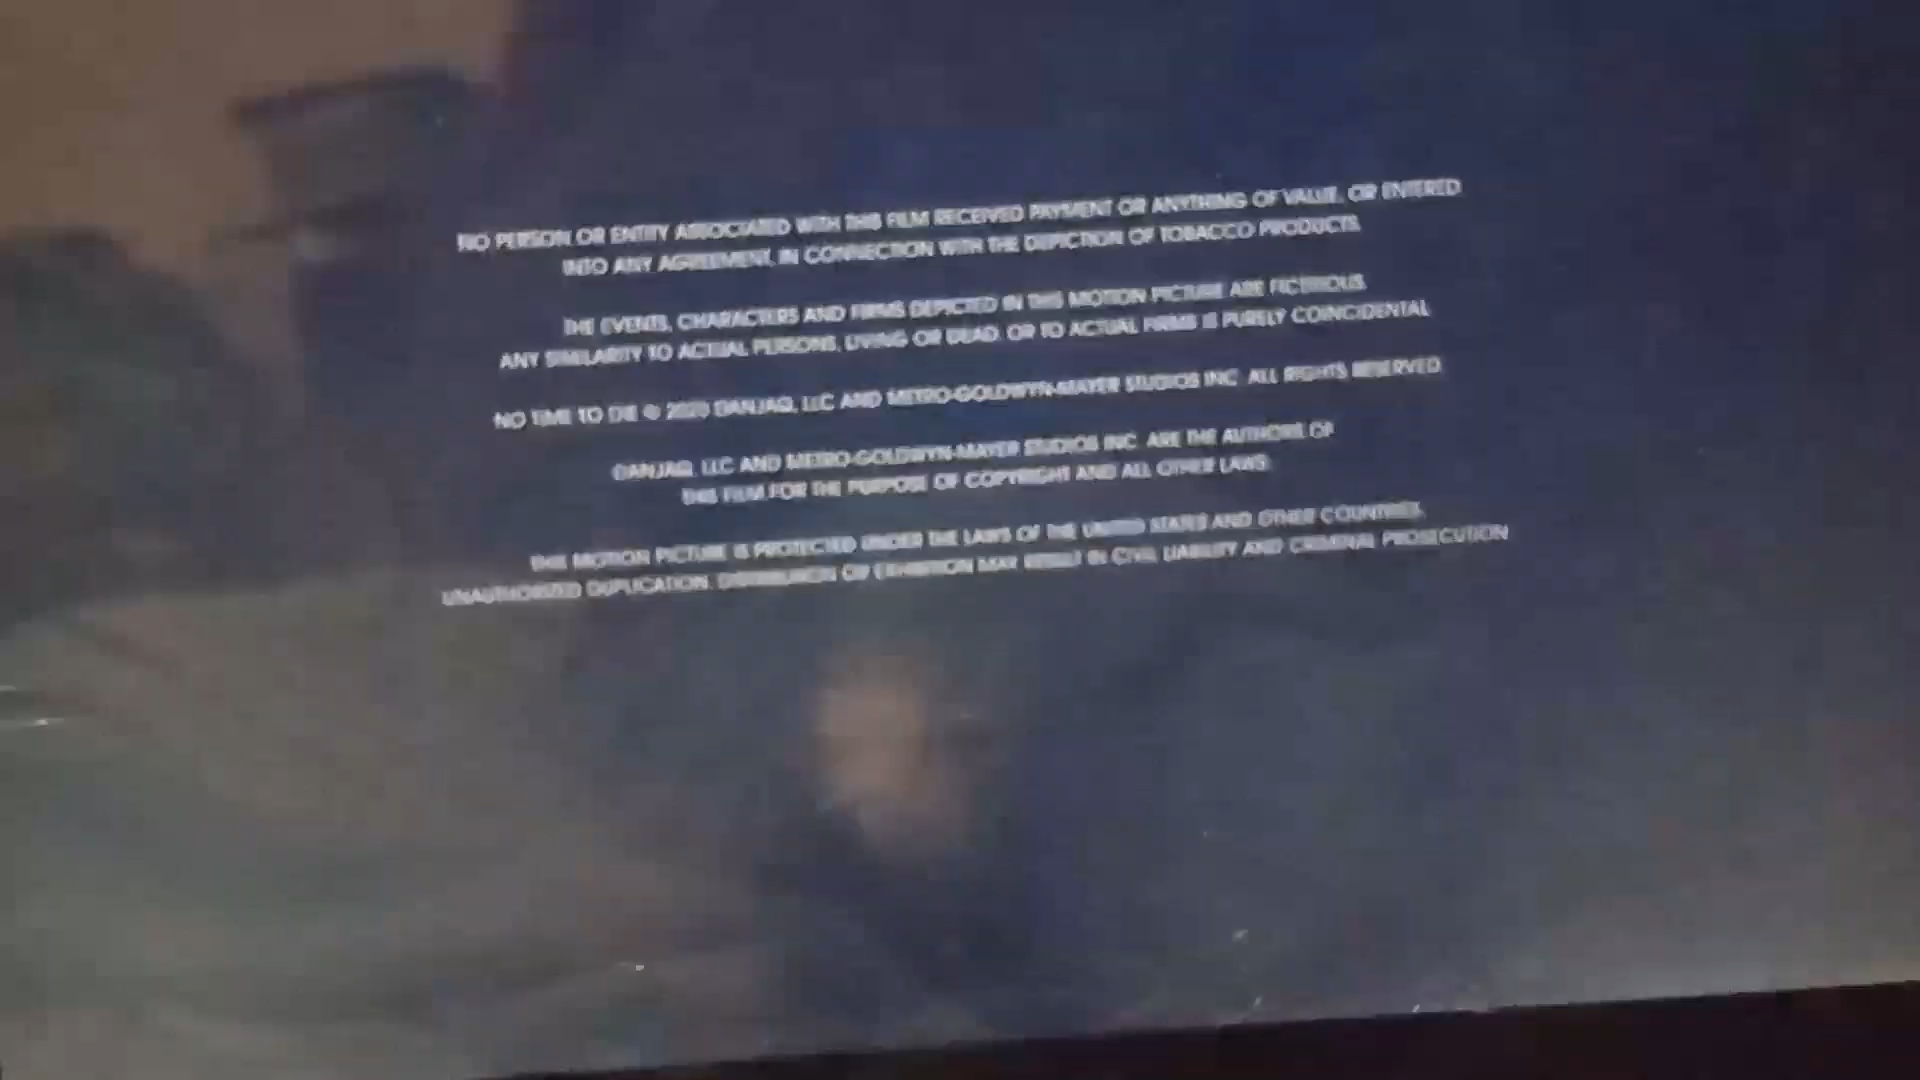 NO PERSON OR ENTITY ASSOCIATED WITH THIS FILM RECEIVED PAYMENT OR ANYTHING OF VALUE, OR ENTERED
INTO ANY AGREEMENT, IN CONNECTION WITH THE DEPICTION OF TOBACCO PRODUCTS.
THE EVENTS, CHARACTERS AND FIRMS DEPICTED IN THIS MOTION PICTURE ARE FICTITIOUS.
ANY SIMILARITY TO ACTUAL PERSONS, LIVING OR DEAD, OR TO ACTUAL FIRMS IS PURELY COINCIDENTAL
NO TIME TO DIE © 2020 DANJAQ, LLC AND METRO-GOLDWYN-MAYER STUDIOS INC. ALL RIGHTS RESERVED
DANJAQ, LLC AND METRO-GOLDWYN-MAYER STUDIOS INC. ARE THE AUTHORS OF
THIS FILM FOR THE PURPOSE OF COPYRIGHT AND ALL OTHER LAWS.
THIS MOTION PICTURE IS PROTECTED UNDER THE LAWS OF THE UNITED STATES AND OTHER COUNTRIES.
UNAUTHORIZED DUPLICATION, DISTRIBUTION OR EXHIBITION MAY RESULT IN CIVIL LIABILITY AND CRIMINAL PROSECUTION